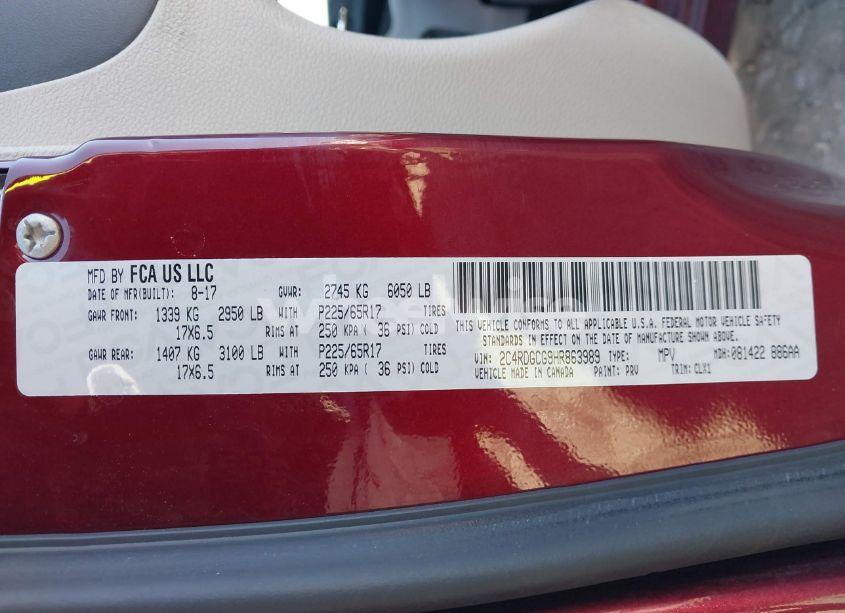 MFD BY FCA US LLC
DATE OF MFR(BUILT): 8-17 GVWR: 2745 KG 6050 LB
GAWR FRONT: 1339 KG 2950 LB WITH P225/65R17 TIRES
17X6.5 RIMS AT 250 KPA ( 36 PSI) COLD
GAWR REAR: 1407 KG 3100 LB WITH P225/65R17 TIRES
17X6.5 RIMS AT 250 KPA ( 36 PSI) COLD
THIS VEHICLE CONFORMS TO ALL APPLICABLE U.S.A. FEDERAL MOTOR VEHICLE SAFETY
STANDARDS IN EFFECT ON THE DATE OF MANUFACTURE SHOWN ABOVE.
VIN: 2C4RDGCG9HR863989 TYPE: MPV MDH: 081422 886AA
VEHICLE MADE IN CANADA PAINT: PRV TRIM: CLX1